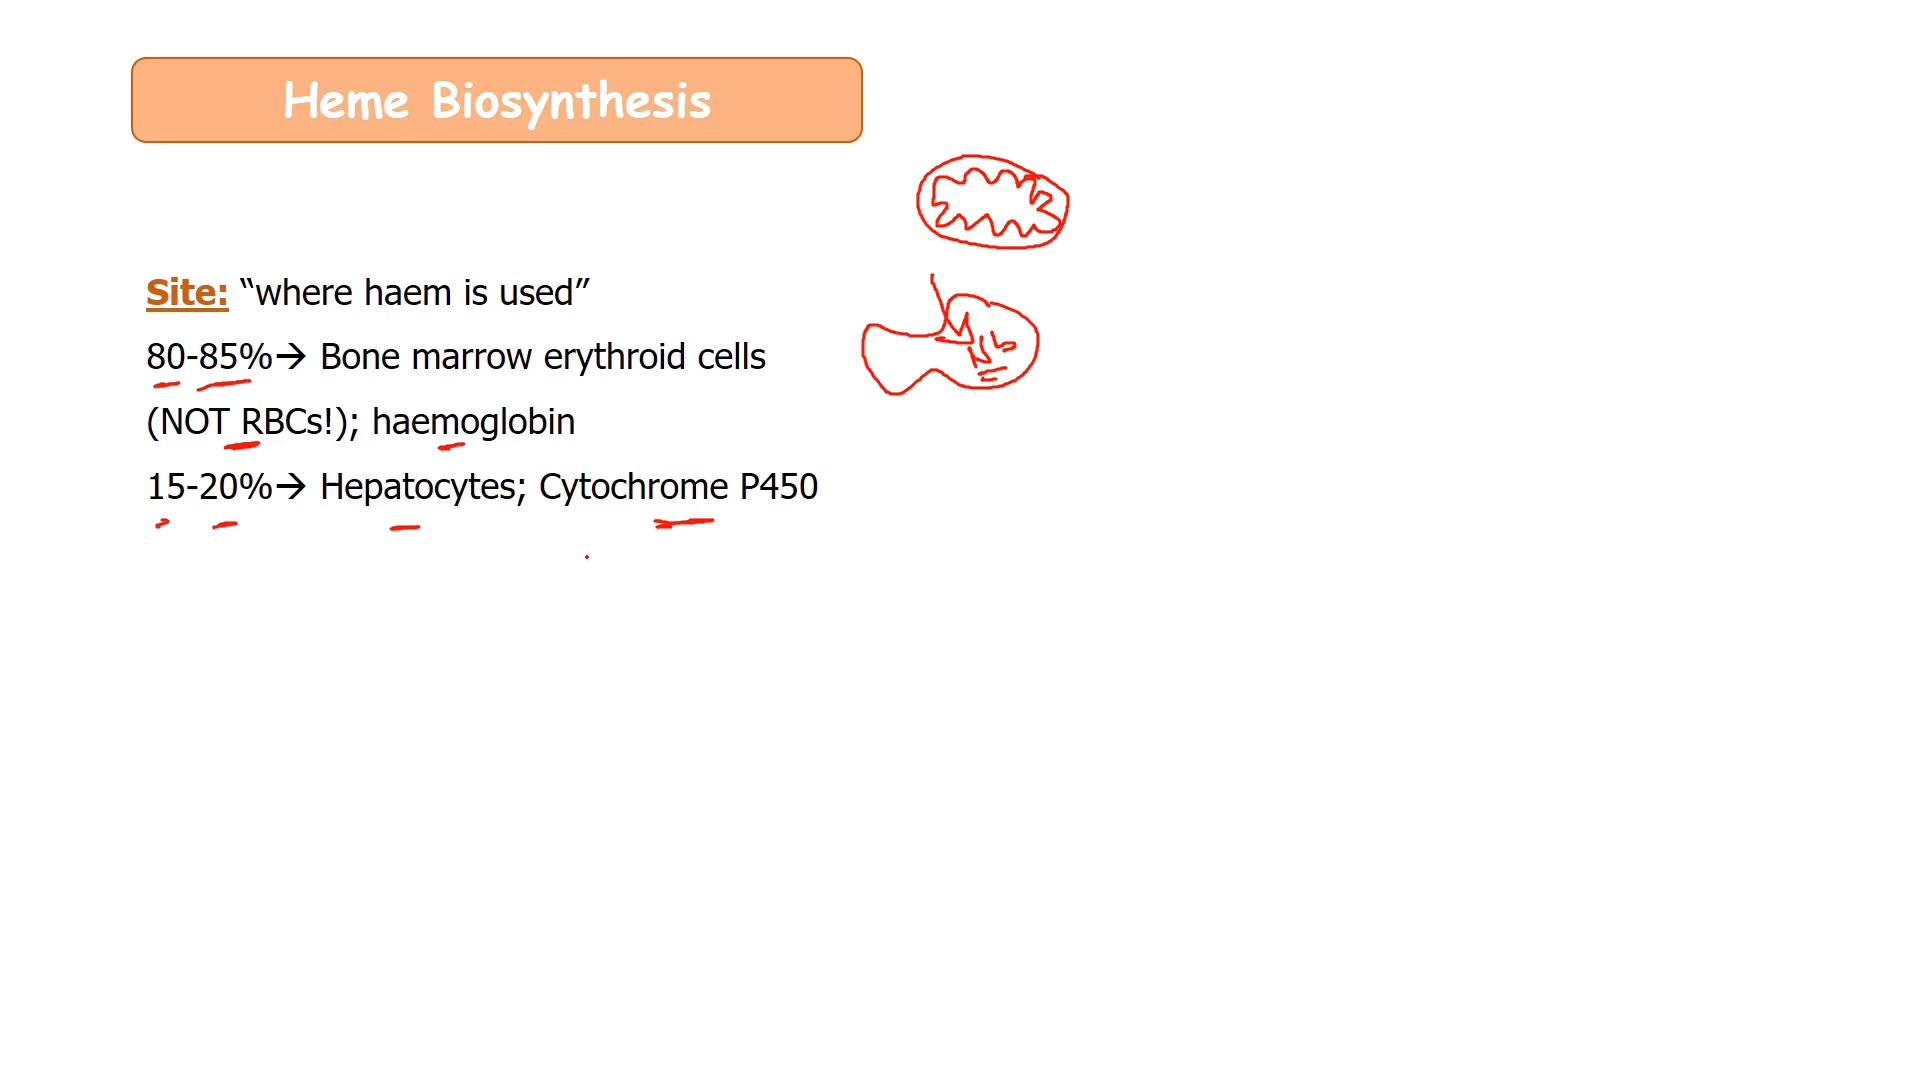 Heme Biosynthesis
Site: “where haem is used”
80-85%→ Bone marrow erythroid cells
(NOT RBCs!); haemoglobin
15-20%→ Hepatocytes; Cytochrome P450